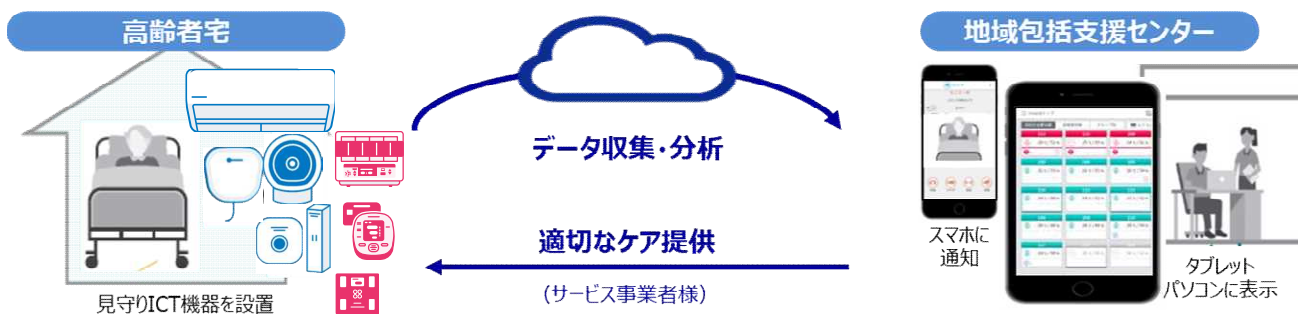 高齢者宅
見守りICT機器を設置
データ収集・分析
適切なケア提供
（サービス事業者様）
地域包括支援センター
スマホに
通知
タブレット
パソコンに表示